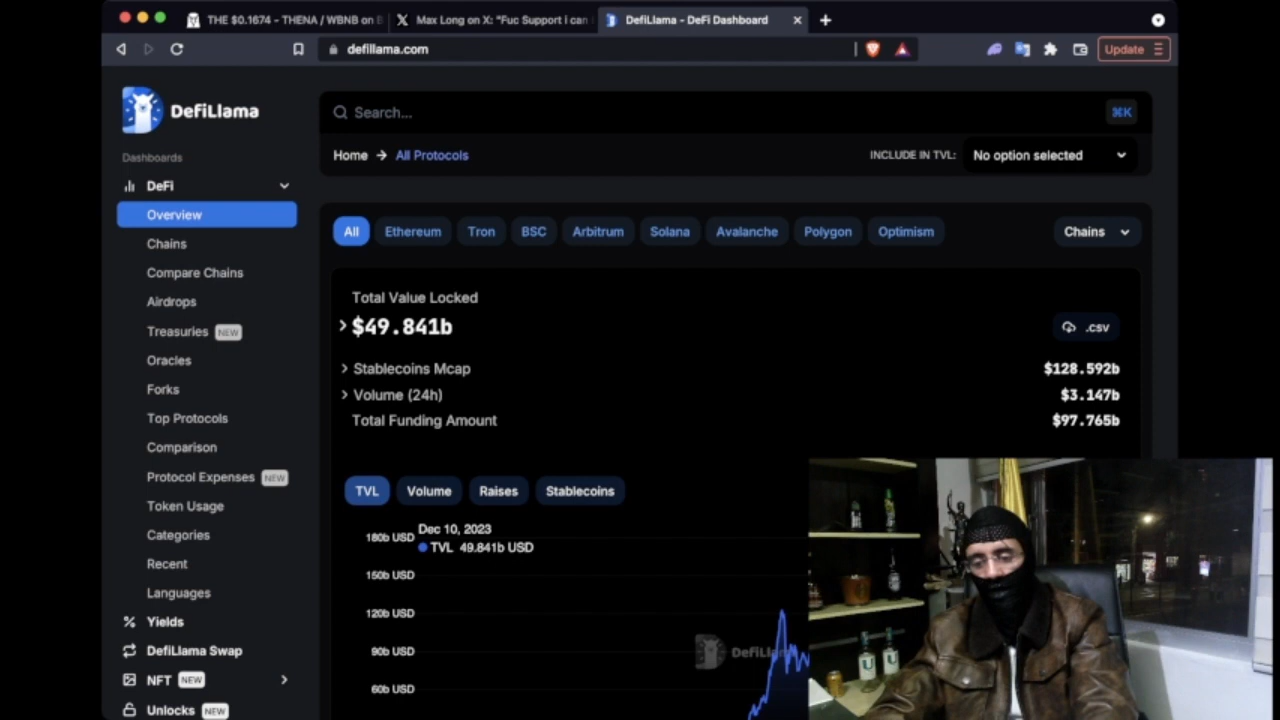 THE $0.1674 - THENA / WBNB on B
Max Long on X: "Fuc Support i can
DefiLlama - DeFi Dashboard
defillama.com
Update
DefiLlama
Search...
⌘K
Home → All Protocols
INCLUDE IN TVL:
No option selected
Dashboards
DeFi
Overview
Chains
Compare Chains
Airdrops
Treasuries NEW
Oracles
Forks
Top Protocols
Comparison
Protocol Expenses NEW
Token Usage
Categories
Recent
Languages
Yields
DefiLlama Swap
NFT NEW
Unlocks NEW
All
Ethereum
Tron
BSC
Arbitrum
Solana
Avalanche
Polygon
Optimism
Chains
Total Value Locked
$49.841b
.csv
Stablecoins Mcap
$128.592b
Volume (24h)
$3.147b
Total Funding Amount
$97.765b
TVL
Volume
Raises
Stablecoins
Dec 10, 2023
TVL 49.841b USD
180b USD
150b USD
120b USD
90b USD
60b USD